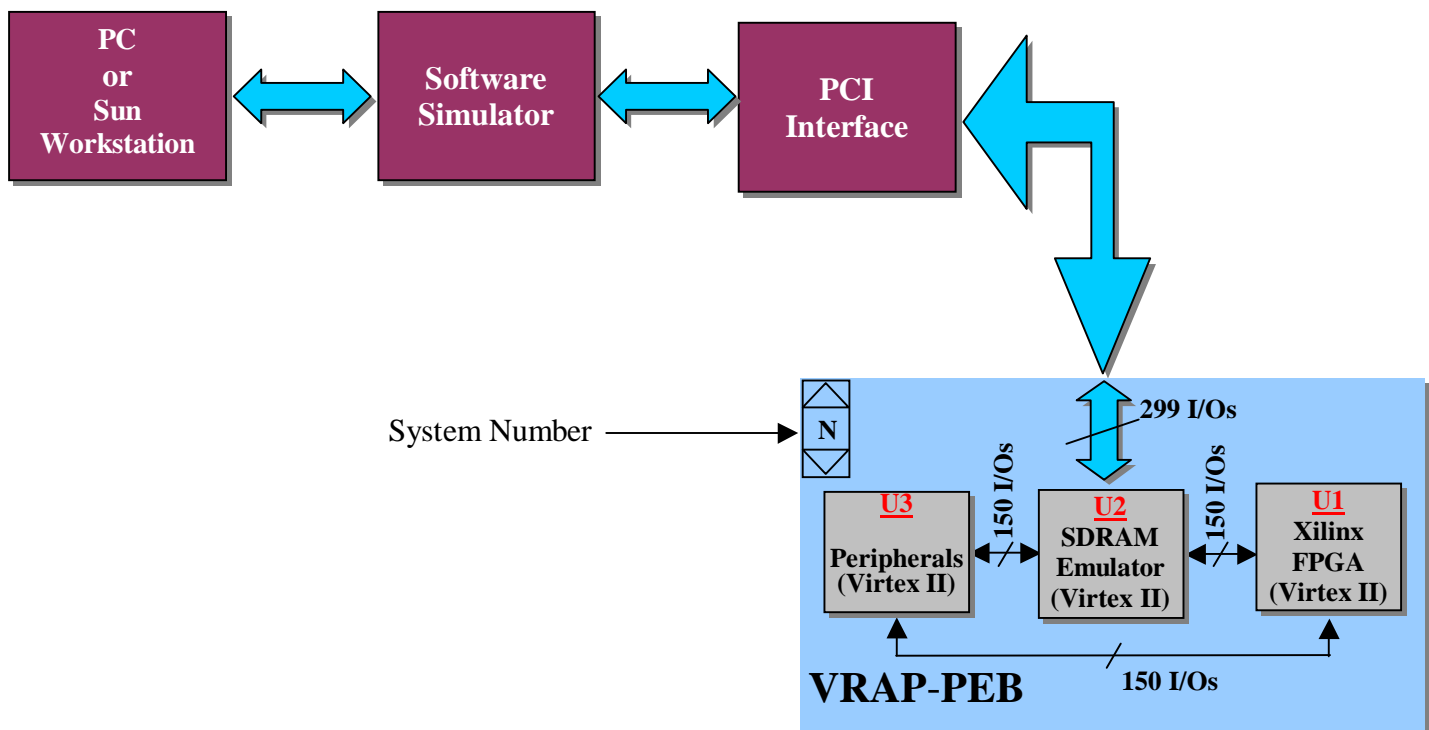 PC
or
Sun
Workstation
Software
Simulator
PCI
Interface
System Number
N
299 I/Os
150 I/Os
150 I/Os
U3
Peripherals
(Virtex II)
U2
SDRAM
Emulator
(Virtex II)
U1
Xilinx
FPGA
(Virtex II)
150 I/Os
VRAP-PEB